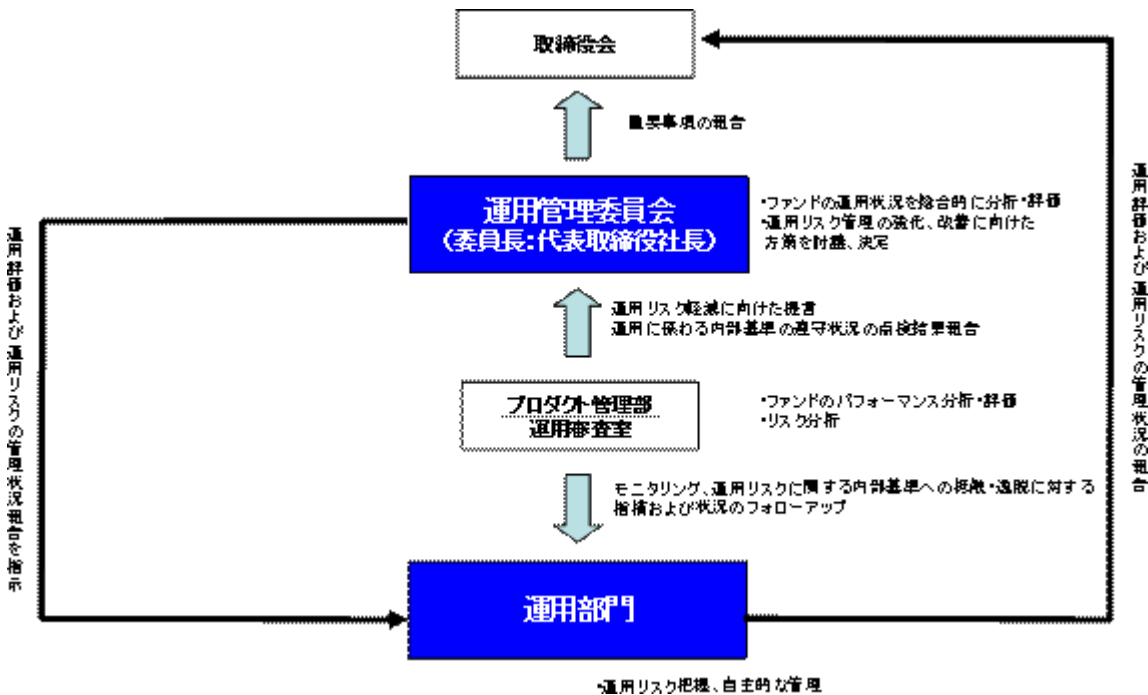 取締役会
重要事項の報告
運用管理委員会
(委員長:代表取締役社長)
・ファンドの運用状況を総合的に分析・評価
・運用リスク管理の強化、改善に向けた
方策を討議、決定
運用リスク軽減に向けた提言
運用に係わる内部基準の遵守状況の点検結果報告
プロダクト管理部
運用審査室
・ファンドのパフォーマンス分析・評価
・リスク分析
モニタリング、運用リスクに関する内部基準への抵触・逸脱に対する
指摘および状況のフォローアップ
運用部門
・運用リスク把握、自主的な管理
運用評価および運用リスクの管理状況報告を指示
運用評価および運用リスクの管理状況の報告